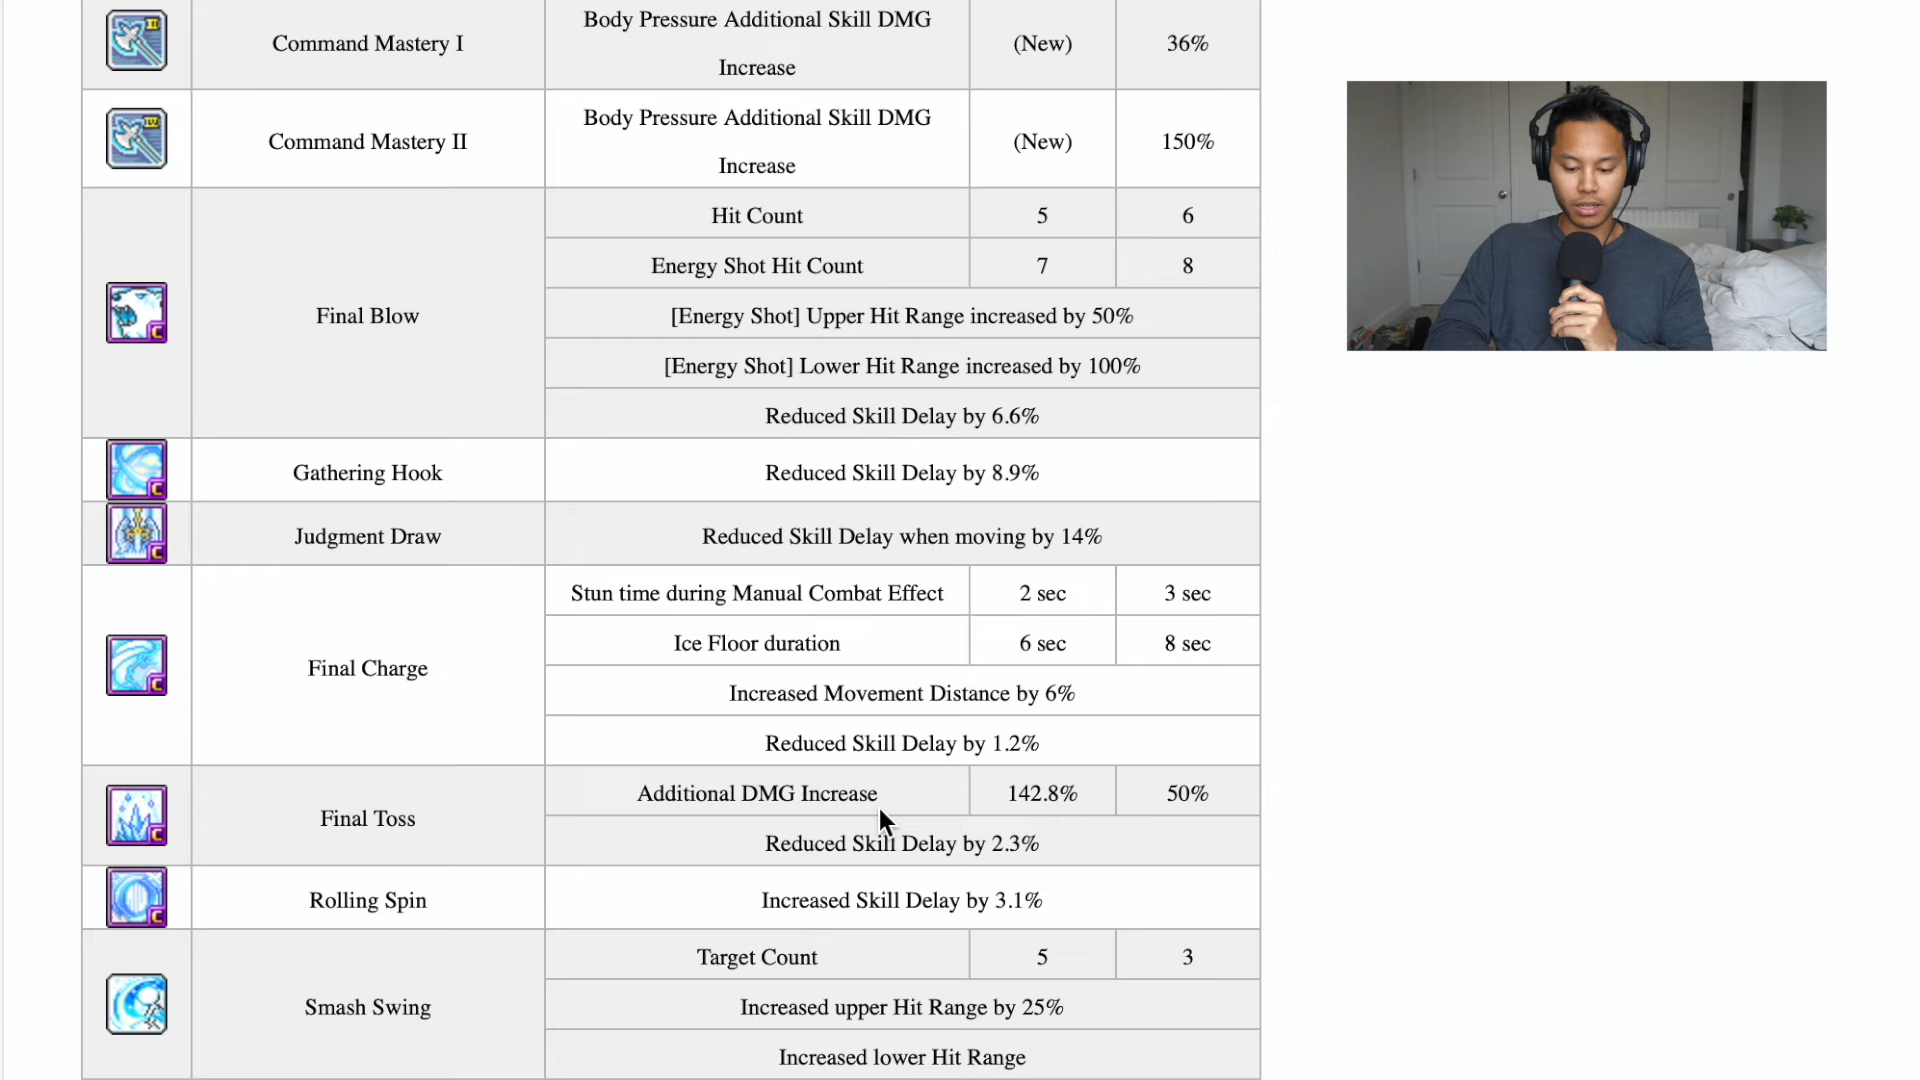 Body Pressure Additional Skill DMG
Increase
Command Mastery I
(New)
36%
Body Pressure Additional Skill DMG
Increase
Command Mastery II
(New)
150%
Final Blow
Hit Count
5
6
Energy Shot Hit Count
7
8
[Energy Shot] Upper Hit Range increased by 50%
[Energy Shot] Lower Hit Range increased by 100%
Reduced Skill Delay by 6.6%
Gathering Hook
Reduced Skill Delay by 8.9%
Judgment Draw
Reduced Skill Delay when moving by 14%
Final Charge
Stun time during Manual Combat Effect
2 sec
3 sec
Ice Floor duration
6 sec
8 sec
Increased Movement Distance by 6%
Reduced Skill Delay by 1.2%
Final Toss
Additional DMG Increase
142.8%
50%
Reduced Skill Delay by 2.3%
Rolling Spin
Increased Skill Delay by 3.1%
Smash Swing
Target Count
5
3
Increased upper Hit Range by 25%
Increased lower Hit Range